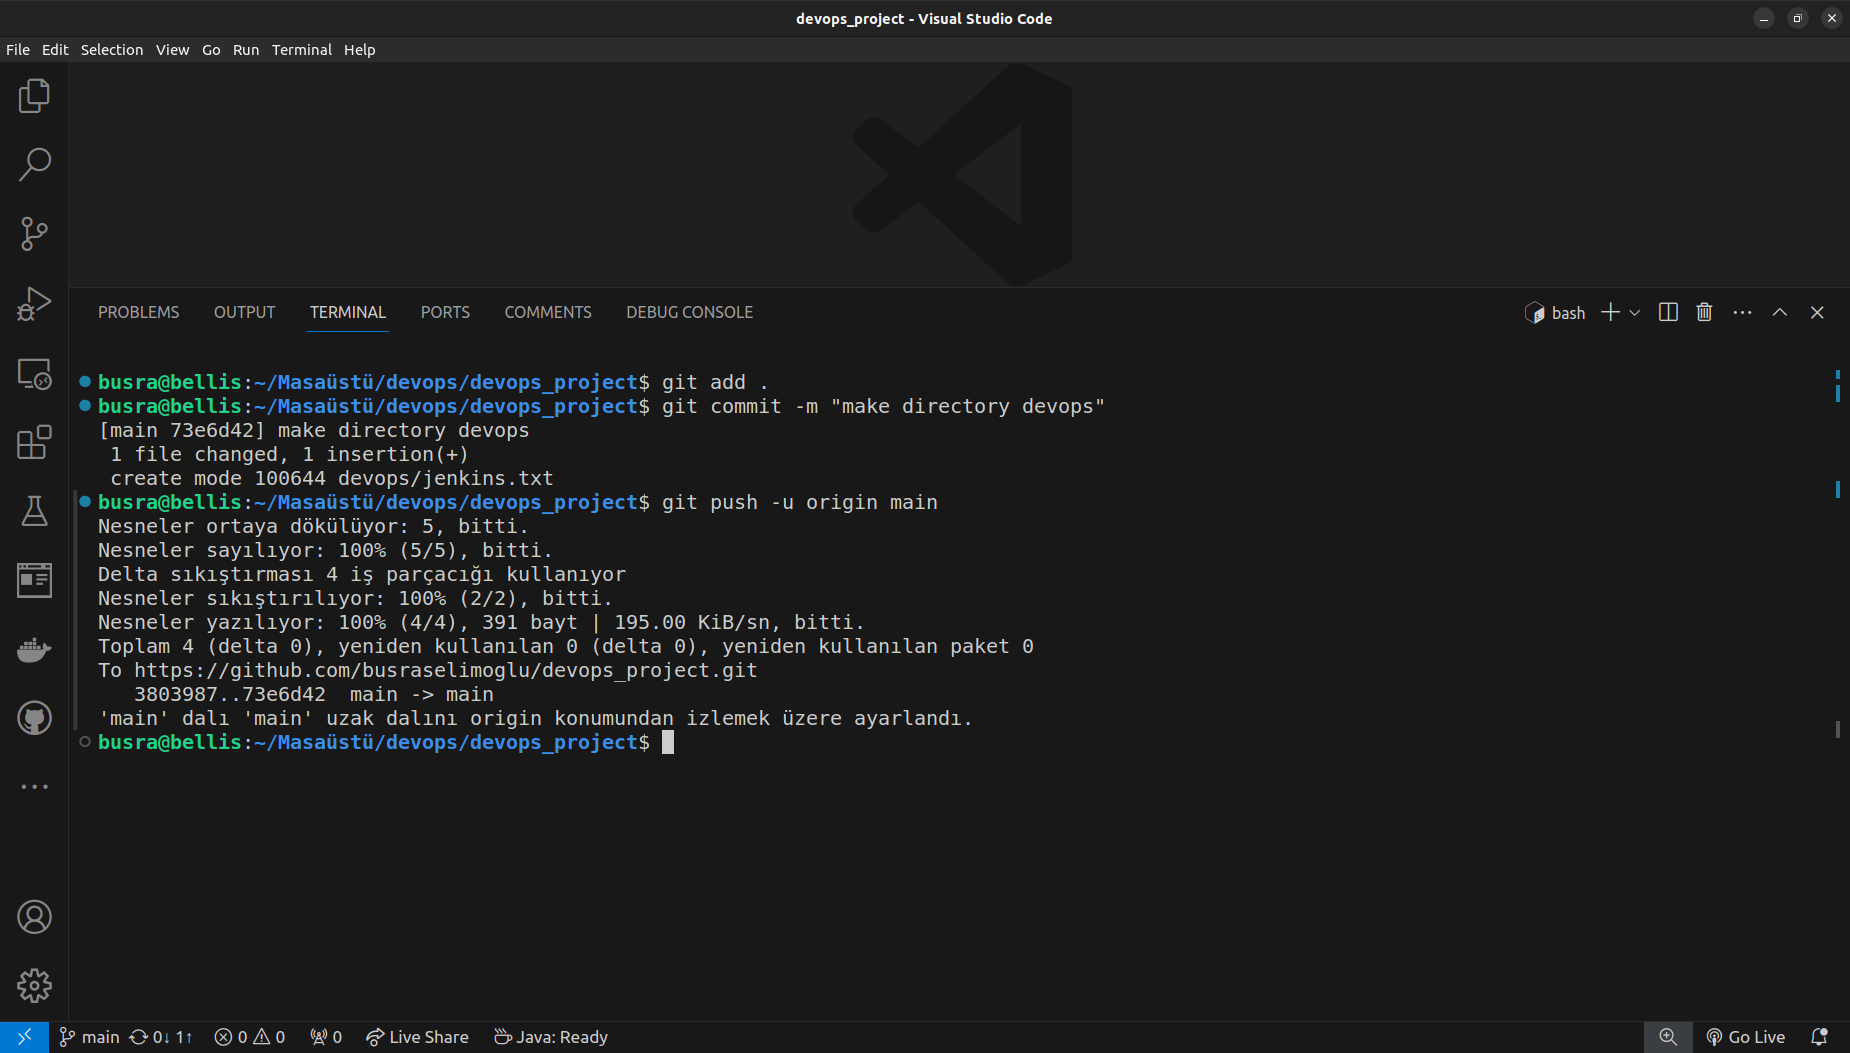 devops_project - Visual Studio Code
File Edit Selection View Go Run Terminal Help
PROBLEMS OUTPUT TERMINAL PORTS COMMENTS DEBUG CONSOLE
bash
busra@bellis:~/Masaüstü/devops/devops_project$ git add .
busra@bellis:~/Masaüstü/devops/devops_project$ git commit -m "make directory devops"
[main 73e6d42] make directory devops
 1 file changed, 1 insertion(+)
 create mode 100644 devops/jenkins.txt
busra@bellis:~/Masaüstü/devops/devops_project$ git push -u origin main
Nesneler ortaya dökülüyor: 5, bitti.
Nesneler sayılıyor: 100% (5/5), bitti.
Delta sıkıştırması 4 iş parçacığı kullanıyor
Nesneler sıkıştırılıyor: 100% (2/2), bitti.
Nesneler yazılıyor: 100% (4/4), 391 bayt | 195.00 KiB/sn, bitti.
Toplam 4 (delta 0), yeniden kullanılan 0 (delta 0), yeniden kullanılan paket 0
To https://github.com/busraselimoglu/devops_project.git
   3803987..73e6d42  main -> main
'main' dalı 'main' uzak dalını origin konumundan izlemek üzere ayarlandı.
busra@bellis:~/Masaüstü/devops/devops_project$
main 0↓ 1↑ 0 0 0 Live Share Java: Ready Go Live